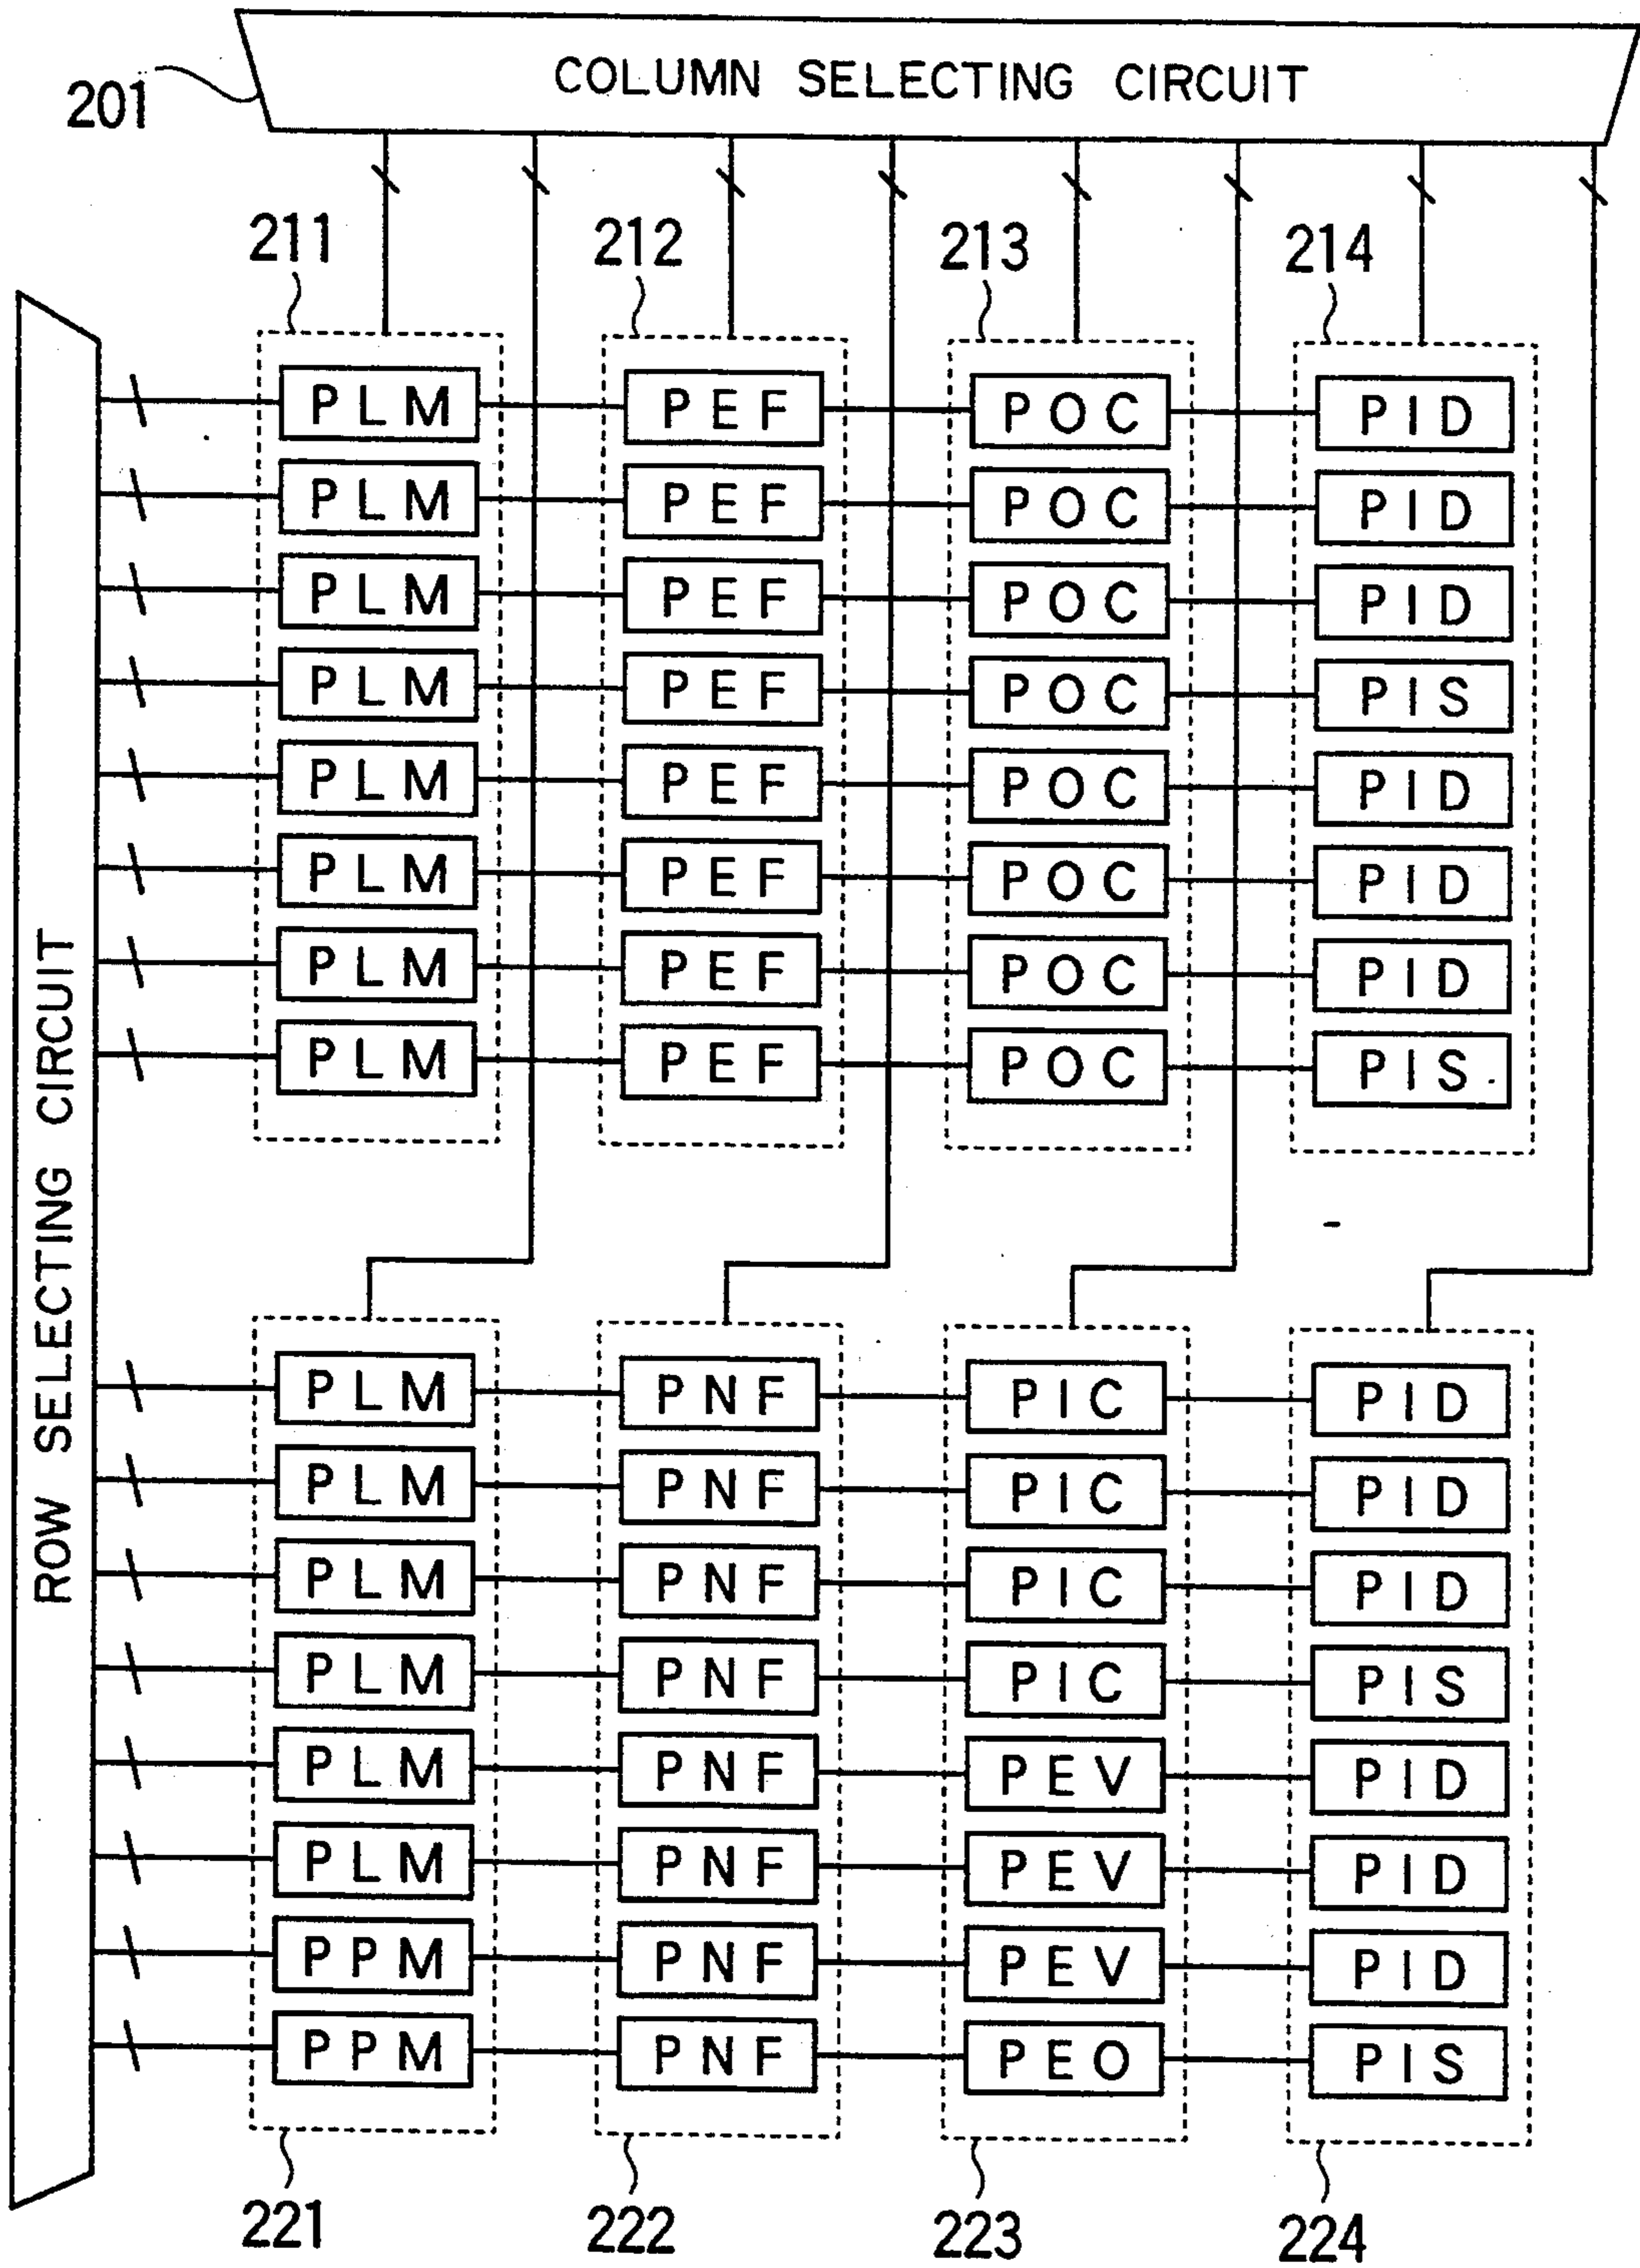 COLUMN SELECTING CIRCUIT
201
211 212 213 214
ROW SELECTING CIRCUIT
PLM PEF POC PID
PLM PEF POC PID
PLM PEF POC PID
PLM PEF POC PIS
PLM PEF POC PID
PLM PEF POC PID
PLM PEF POC PID
PLM PEF POC PIS
PLM PNF PIC PID
PLM PNF PIC PID
PLM PNF PIC PID
PLM PNF PIC PIS
PLM PNF PEV PID
PLM PNF PEV PID
PPM PNF PEV PID
PPM PNF PEO PIS
221 222 223 224